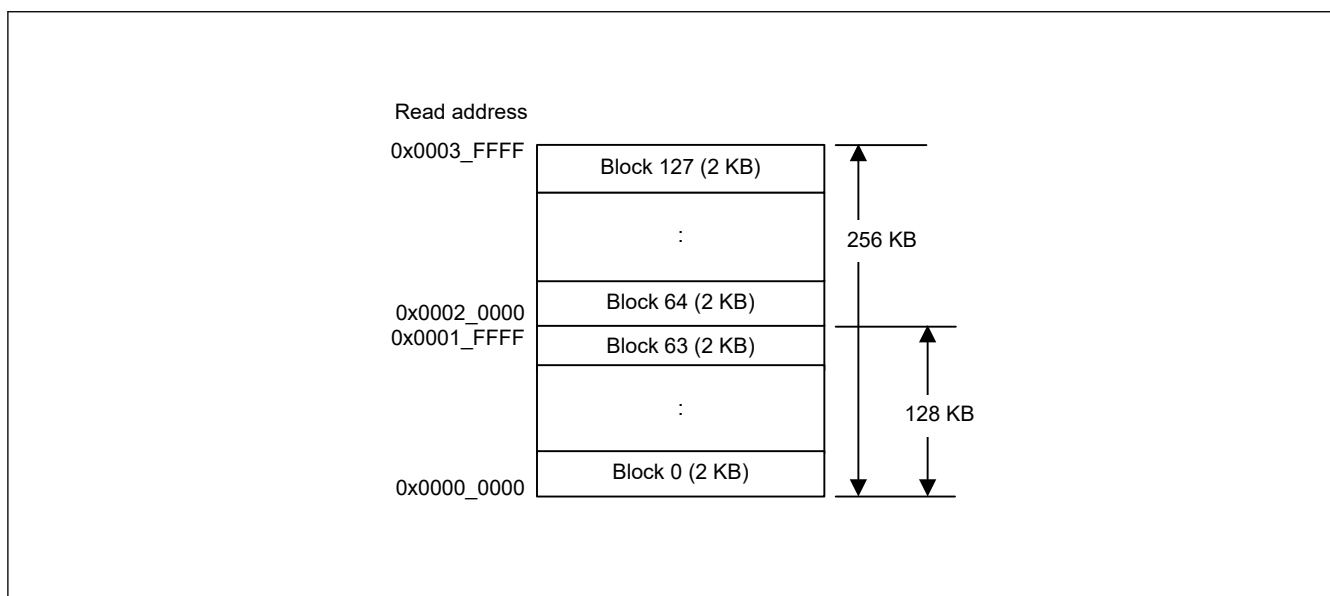 Read address
0x0003_FFFF
Block 127 (2 KB)
:
256 KB
Block 64 (2 KB)
0x0002_0000
0x0001_FFFF
Block 63 (2 KB)
:
128 KB
Block 0 (2 KB)
0x0000_0000